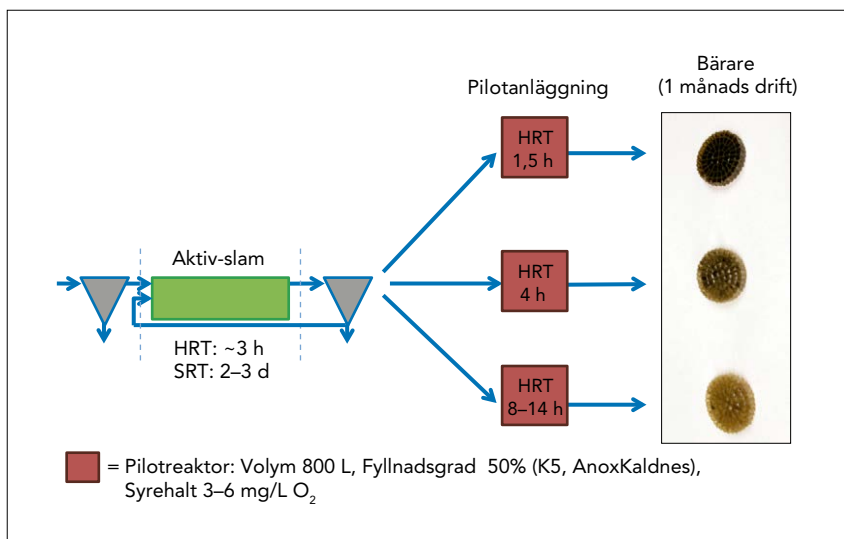 Pilotanläggning
Bärare
(1 månads drift)
HRT
1,5 h
Aktiv-slam
HRT
4 h
HRT: ~3 h
SRT: 2–3 d
HRT
8–14 h
= Pilotreaktor: Volym 800 L, Fyllnadsgrad 50% (K5, AnoxKaldnes),
Syrehalt 3–6 mg/L O₂